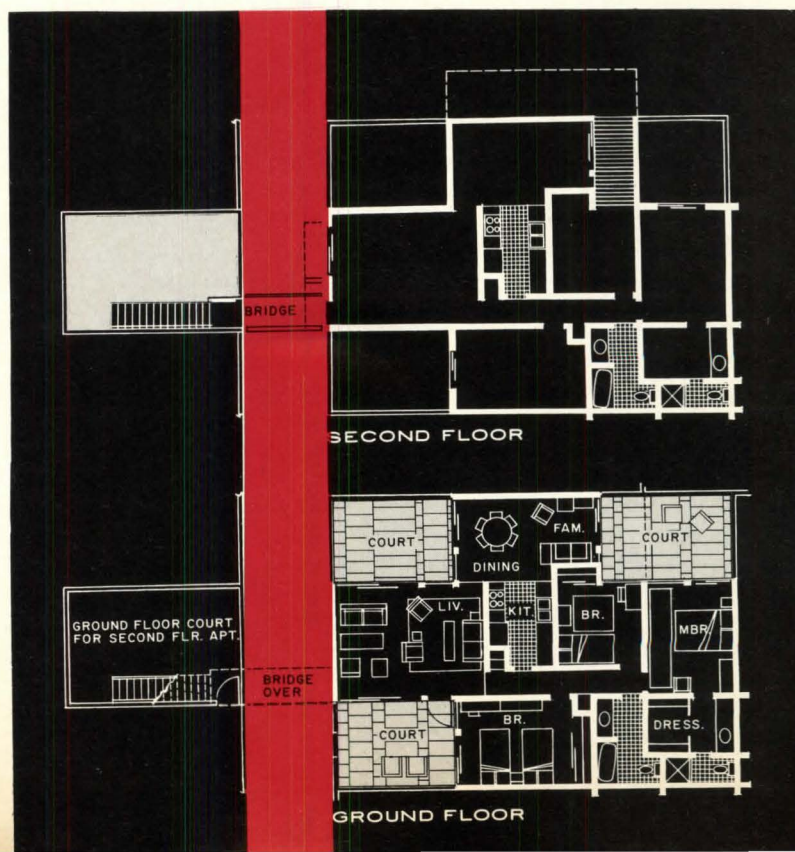 BRIDGE
SECOND FLOOR
COURT
DINING
FAM.
COURT
GROUND FLOOR COURT
FOR SECOND FLR. APT.
LIV.
KIT.
BR.
MBR.
BRIDGE
OVER
COURT
BR.
DRESS.
GROUND FLOOR